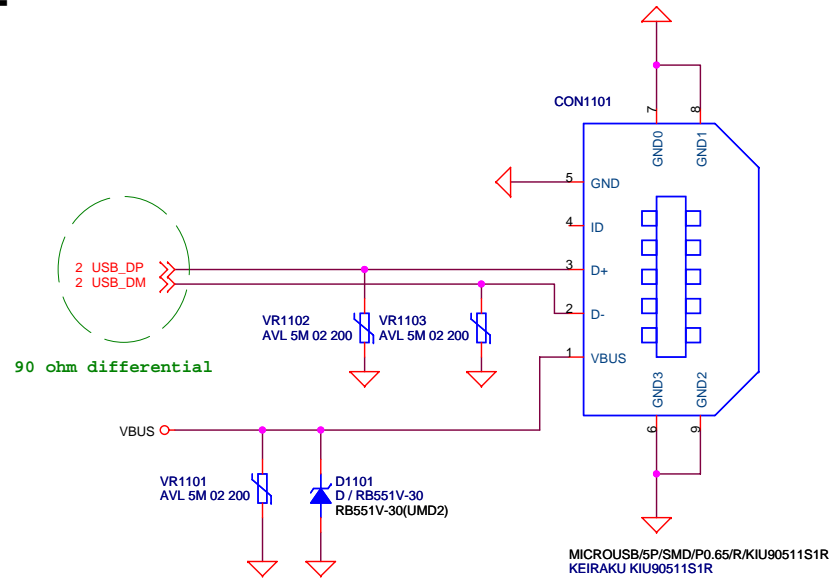 CON1101
7
8
GND0
GND1
5
GND
4
ID
2 USB_DP
3
D+
2 USB_DM
2
D-
VR1102
AVL 5M 02 200
VR1103
AVL 5M 02 200
1
VBUS
90 ohm differential
GND3
GND2
6
9
VBUS
VR1101
AVL 5M 02 200
D1101
D / RB551V-30
RB551V-30(UMD2)
MICROUSB/5P/SMD/P0.65/R/KIU90511S1R
KEIRAKU KIU90511S1R